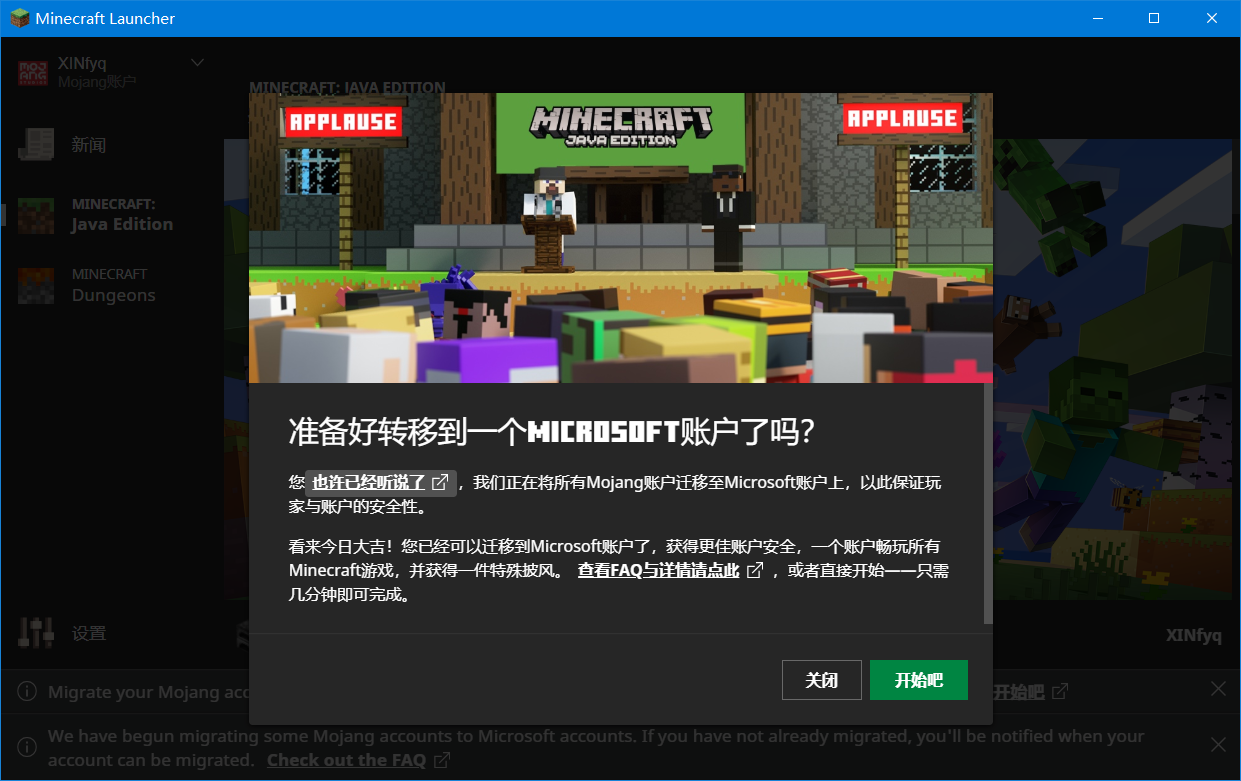 Minecraft Launcher
XINfyq
Mojang账户
MINECRAFT: JAVA EDITION
新闻
MINECRAFT:
Java Edition
MINECRAFT
Dungeons
设置
MOJANG
STUDIOS
APPLAUSE
MINECRAFT
JAVA EDITION
APPLAUSE
准备好转移到一个MICROSOFT账户了吗？
您 也许已经听说了 ，我们正在将所有Mojang账户迁移至Microsoft账户上，以此保证玩
家与账户的安全性。
看来今日大吉！您已经可以迁移到Microsoft账户了，获得更佳账户安全，一个账户畅玩所有
Minecraft游戏，并获得一件特殊披风。 查看FAQ与详情请点此 ，或者直接开始——只需
几分钟即可完成。
关闭
开始吧
XINfyq
Migrate your Mojang acc
开始吧
We have begun migrating some Mojang accounts to Microsoft accounts. If you have not already migrated, you'll be notified when your
account can be migrated. Check out the FAQ